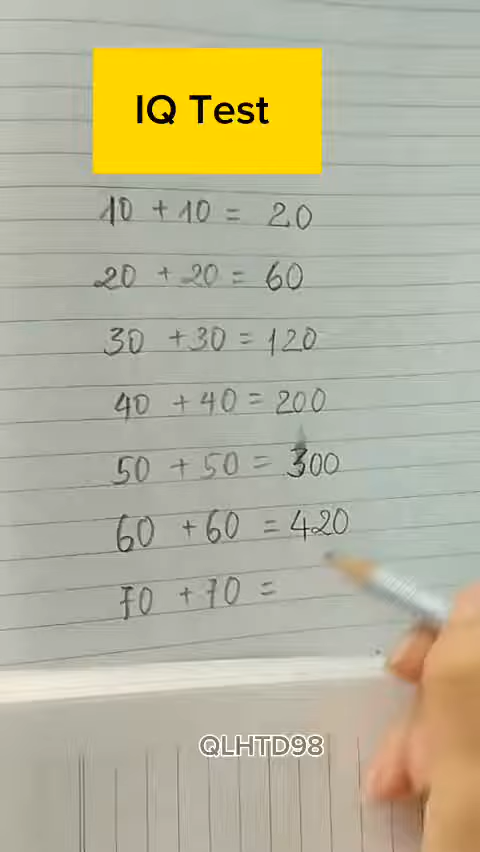 IQ Test
10 + 10 = 20
20 + 20 = 60
30 + 30 = 120
40 + 40 = 200
50 + 50 = 300
60 + 60 = 420
70 + 70 =
QLHTD98